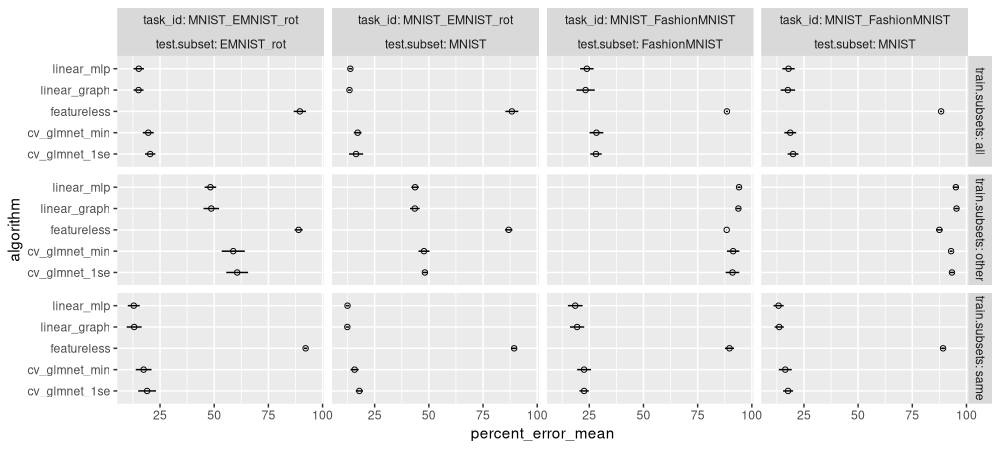 task_id: MNIST_EMNIST_rot task_id: MNIST_EMNIST_rot task_id: MNIST_FashionMNIST task_id: MNIST_FashionMNIST
test.subset: EMNIST_rot test.subset: MNIST test.subset: FashionMNIST test.subset: MNIST
linear_mlp
linear_graph
featureless
cv_glmnet_min
cv_glmnet_1se
train.subsets: all
linear_mlp
linear_graph
featureless
cv_glmnet_min
cv_glmnet_1se
train.subsets: other
linear_mlp
linear_graph
featureless
cv_glmnet_min
cv_glmnet_1se
train.subsets: same
algorithm
25 50 75 100 25 50 75 100 25 50 75 100 25 50 75 100
percent_error_mean